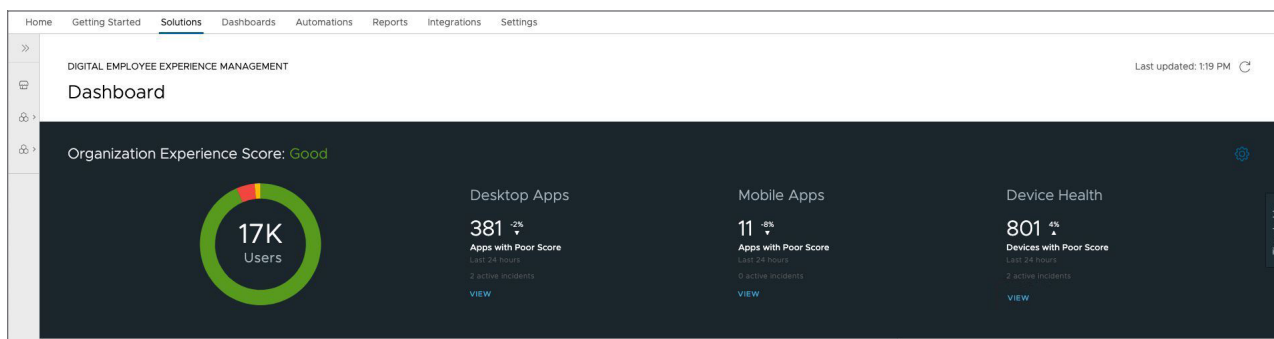 Home Getting Started Solutions Dashboards Automations Reports Integrations Settings
DIGITAL EMPLOYEE EXPERIENCE MANAGEMENT
Last updated: 1:19 PM
Dashboard
Organization Experience Score: Good
17K
Users
Desktop Apps
381 -2%
Apps with Poor Score
Last 24 hours
2 active incidents
VIEW
Mobile Apps
11 -8%
Apps with Poor Score
Last 24 hours
0 active incidents
VIEW
Device Health
801 4%
Devices with Poor Score
Last 24 hours
2 active incidents
VIEW